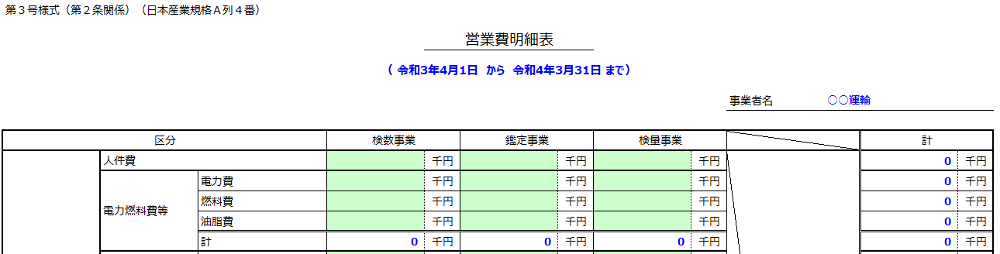 第３号様式（第２条関係）（日本産業規格Ａ列４番）
営業費明細表
（ 令和3年4月1日 から 令和4年3月31日 まで）
事業者名 〇〇運輸
区分 検数事業 鑑定事業 検量事業 計
人件費 千円 千円 千円 0 千円
電力費 千円 千円 千円 0 千円
燃料費 千円 千円 千円 0 千円
電力燃料費等
油脂費 千円 千円 千円 0 千円
計 0 千円 0 千円 0 千円 0 千円